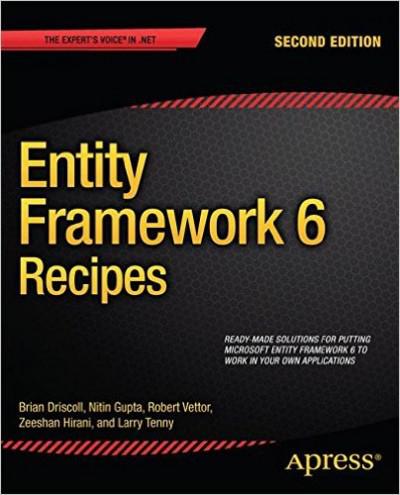 THE EXPERT'S VOICE® IN .NET
SECOND EDITION
Entity
Framework 6
Recipes
READY-MADE SOLUTIONS FOR PUTTING
MICROSOFT ENTITY FRAMEWORK 6 TO
WORK IN YOUR OWN APPLICATIONS
Brian Driscoll, Nitin Gupta, Robert Vettor,
Zeeshan Hirani, and Larry Tenny
Apress®